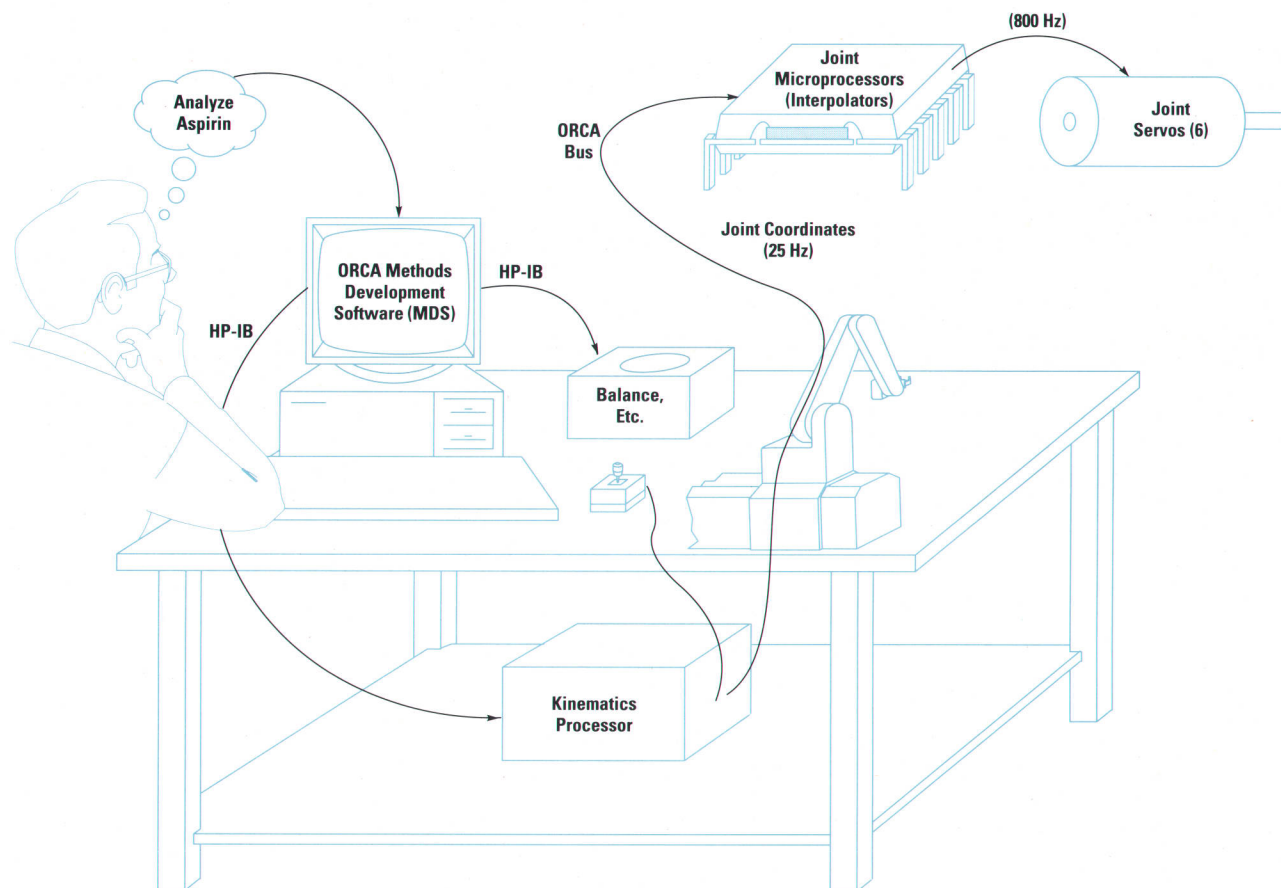 (800 Hz)
Joint
Microprocessors
(Interpolators)
Joint
Servos (6)
Analyze
Aspirin
ORCA
Bus
Joint Coordinates
(25 Hz)
ORCA Methods
Development
Software (MDS)
HP-IB
HP-IB
Balance,
Etc.
Kinematics
Processor